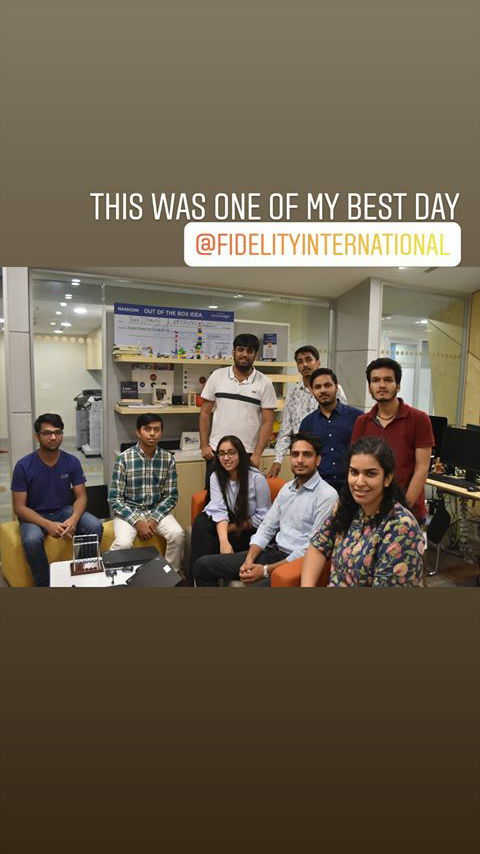 THIS WAS ONE OF MY BEST DAY
@FIDELITYINTERNATIONAL
NASSCOM OUT OF THE BOX IDEA